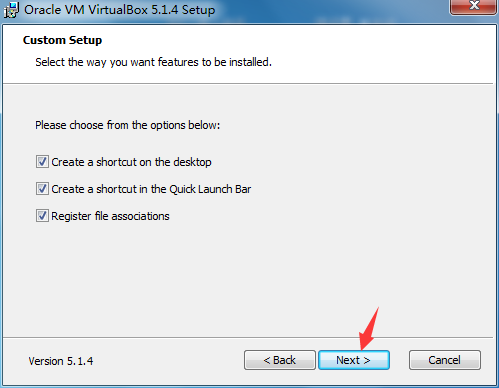 Oracle VM VirtualBox 5.1.4 Setup
Custom Setup
Select the way you want features to be installed.
Please choose from the options below:
Create a shortcut on the desktop
Create a shortcut in the Quick Launch Bar
Register file associations
Version 5.1.4
< Back
Next >
Cancel